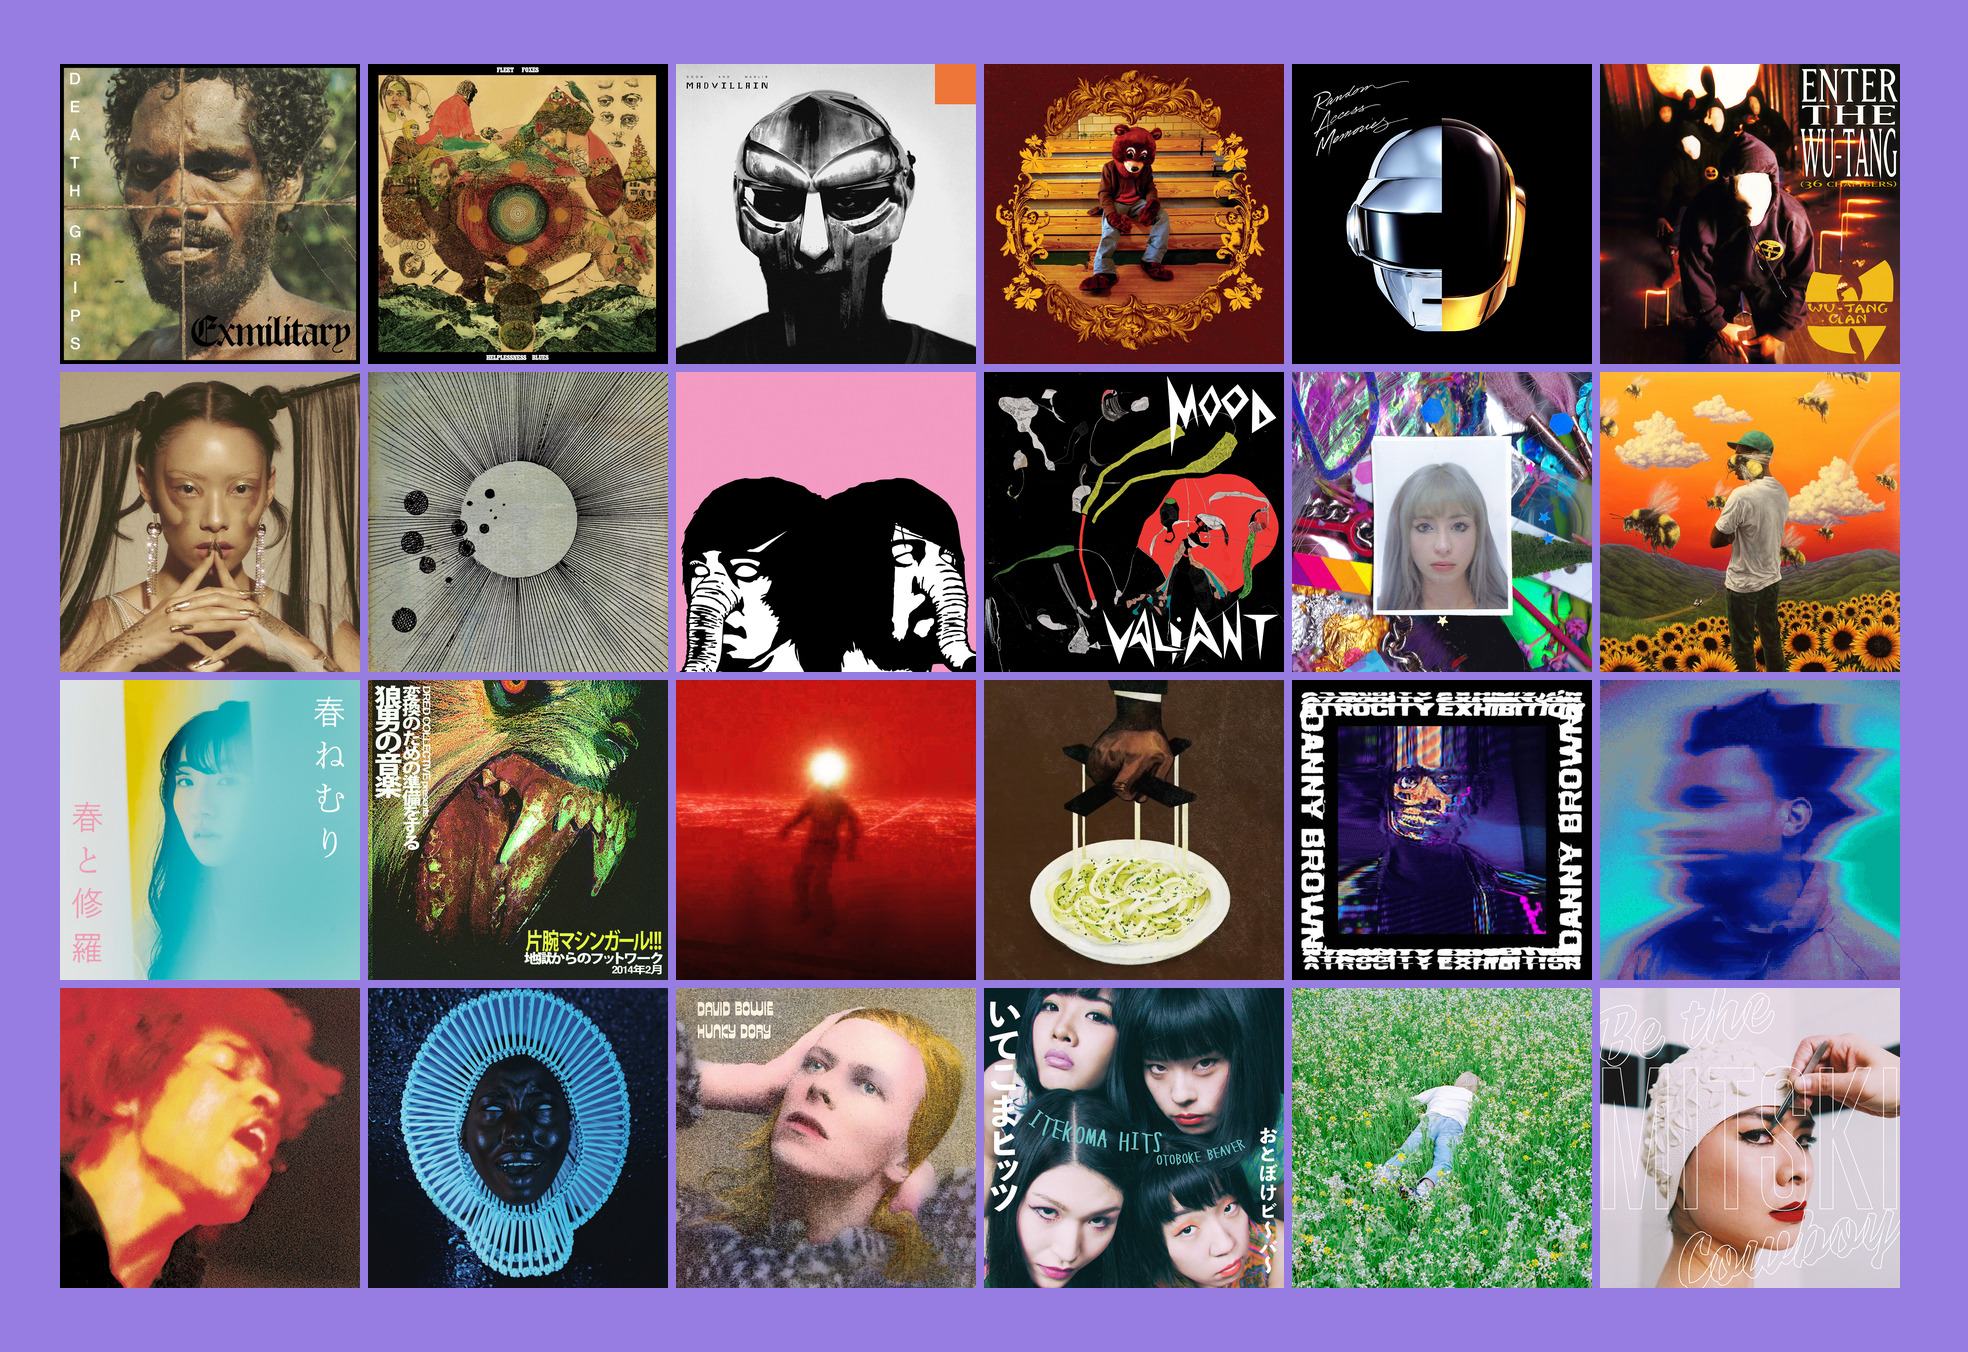 DEATH GRIPS
Exmilitary
FLEET FOXES
HELPLESSNESS BLUES
MADVILLAIN
Random
Access
Memories
ENTER
THE
WU-TANG
(36 CHAMBERS)
WU-TANG
CLAN
MOOD
VALIANT
春ねむり
春と修羅
狼男の音楽
変換のための準備をする
片腕マシンガール!!!
地獄からのフットワーク
2014年2月
ATROCITY EXHIBITION
DANNY BROWN
DANNY BROWN
ATROCITY EXHIBITION
DAVID BOWIE
HUNKY DORY
いてこまヒッツ
ITEKOMA HITS
OTOBOKE BEAVER
おとぼけビ〜バ〜
Be the
MITSKI
Cowboy